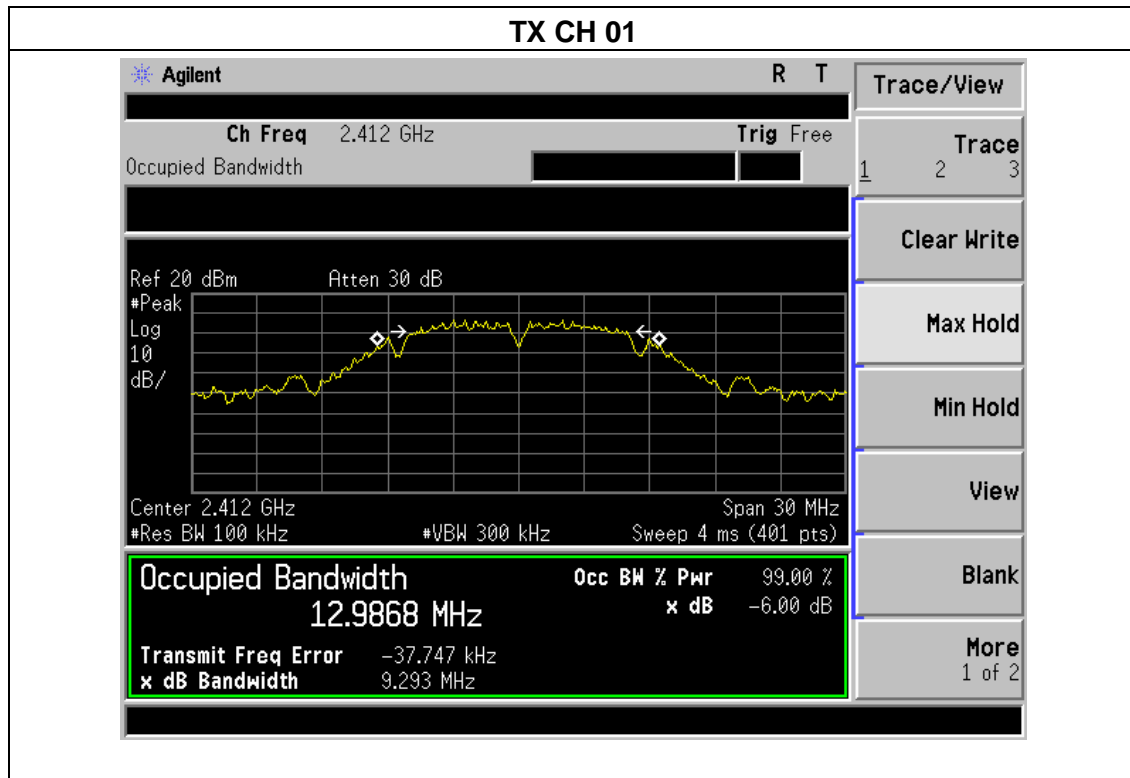 TX CH 01
Agilent R T
Trace/View
Ch Freq 2.412 GHz Trig Free
Occupied Bandwidth
Trace
1 2 3
Clear Write
Ref 20 dBm Atten 30 dB
#Peak
Log
10
dB/
Max Hold
Min Hold
View
Center 2.412 GHz Span 30 MHz
#Res BW 100 kHz #VBW 300 kHz Sweep 4 ms (401 pts)
Occupied Bandwidth Occ BW % Pwr 99.00 %
12.9868 MHz x dB -6.00 dB
Blank
Transmit Freq Error -37.747 kHz
x dB Bandwidth 9.293 MHz
More
1 of 2